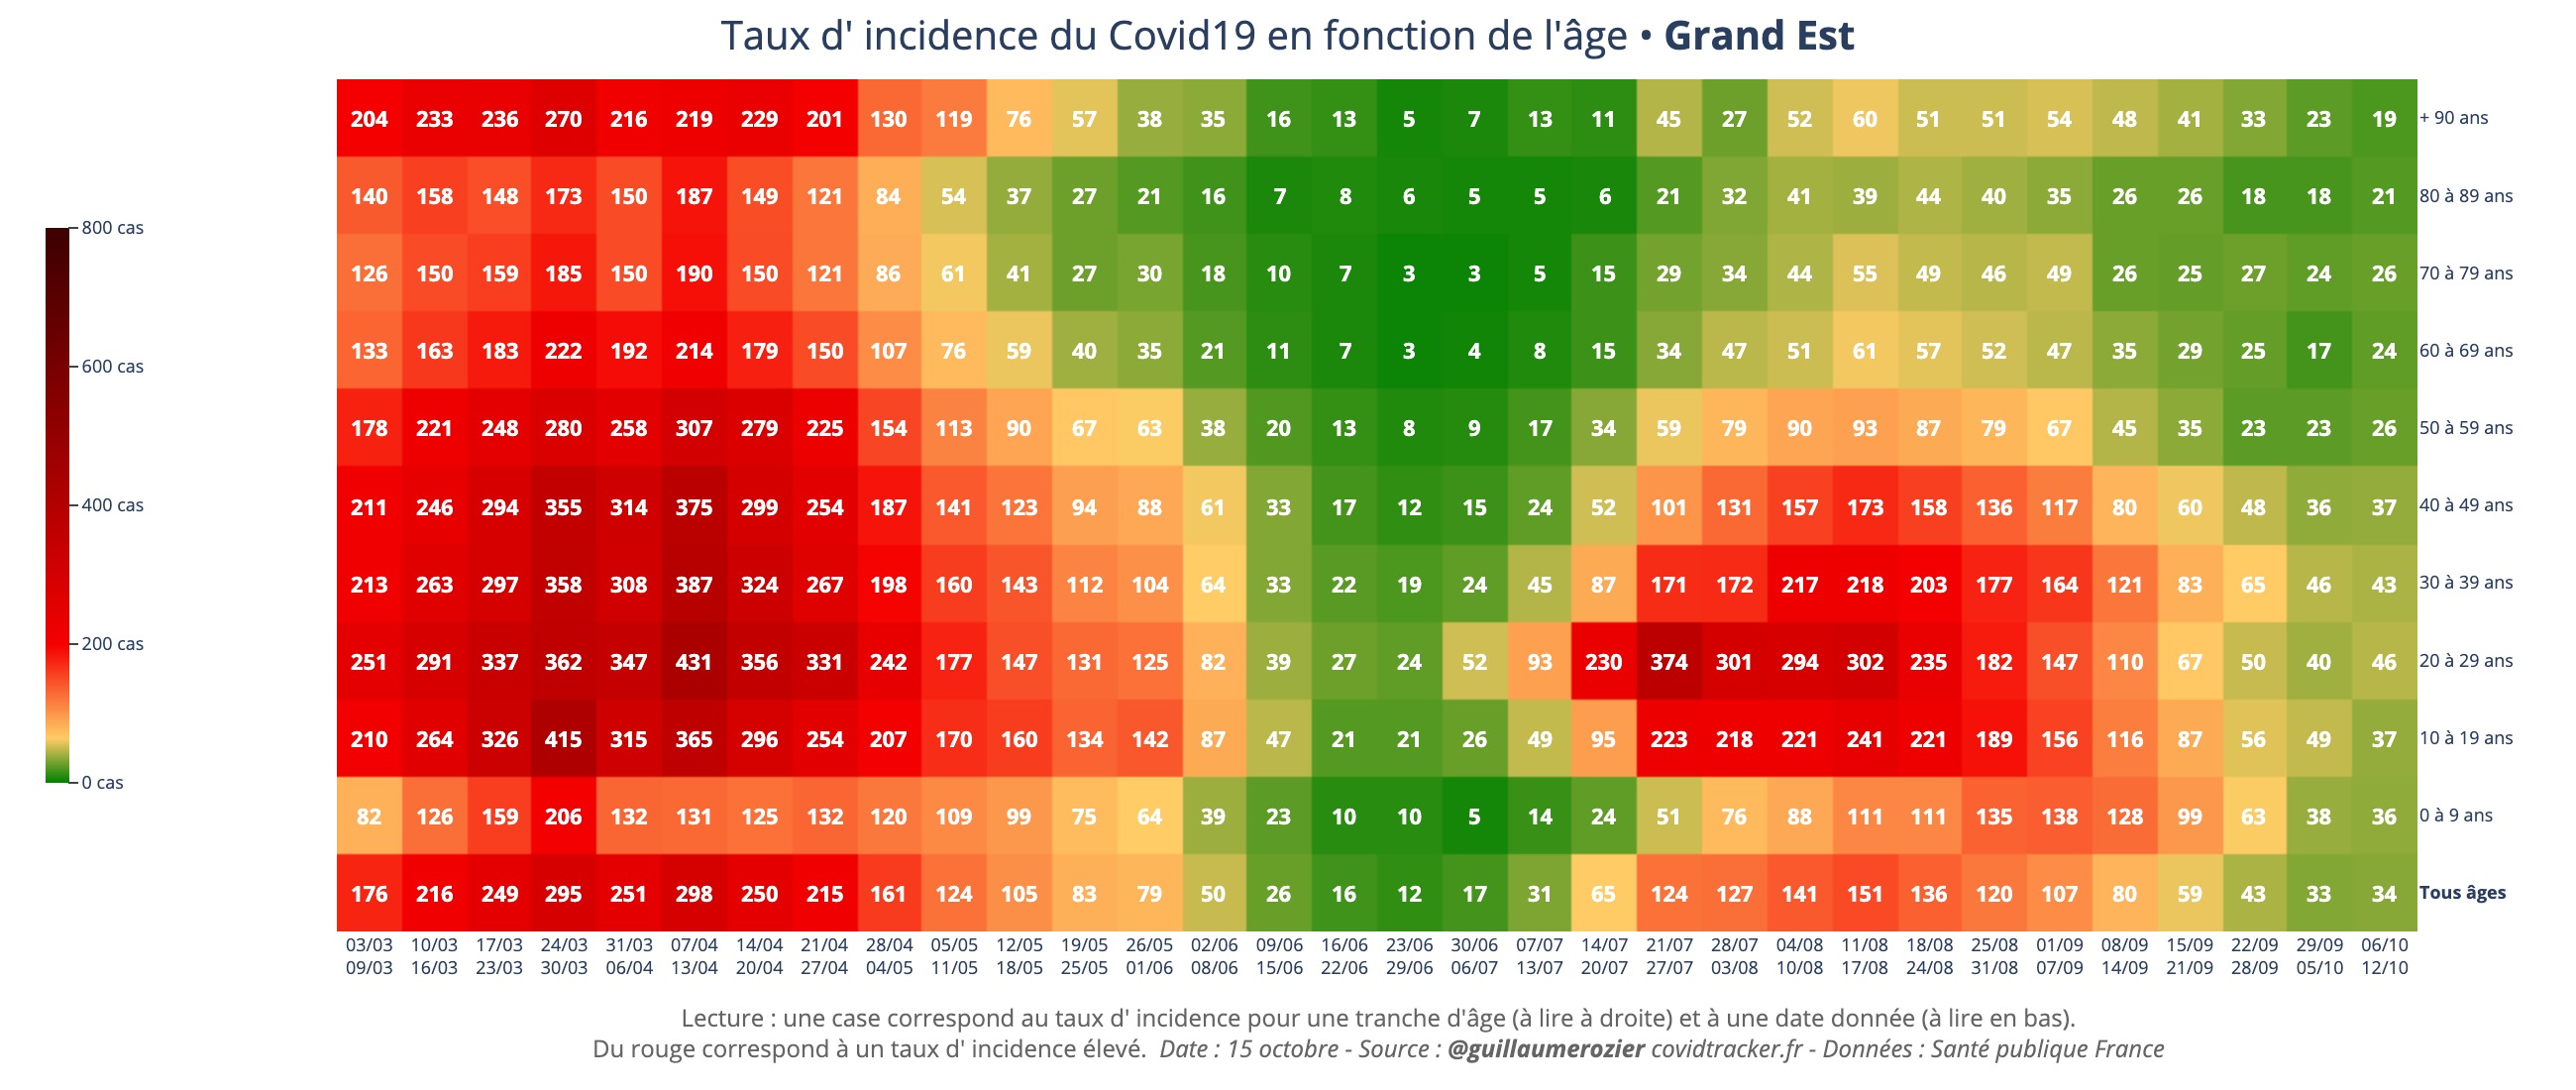 Taux d' incidence du Covid19 en fonction de l'âge • Grand Est
204 233 236 270 216 219 229 201 130 119 76 57 38 35 16 13 5 7 13 11 45 27 52 60 51 51 54 48 41 33 23 19 + 90 ans
140 158 148 173 150 187 149 121 84 54 37 27 21 16 7 8 6 5 5 6 21 32 41 39 44 40 35 26 26 18 18 21 80 à 89 ans
126 150 159 185 150 190 150 121 86 61 41 27 30 18 10 7 3 3 5 15 29 34 44 55 49 46 49 26 25 27 24 26 70 à 79 ans
133 163 183 222 192 214 179 150 107 76 59 40 35 21 11 7 3 4 8 15 34 47 51 61 57 52 47 35 29 25 17 24 60 à 69 ans
178 221 248 280 258 307 279 225 154 113 90 67 63 38 20 13 8 9 17 34 59 79 90 93 87 79 67 45 35 23 23 26 50 à 59 ans
211 246 294 355 314 375 299 254 187 141 123 94 88 61 33 17 12 15 24 52 101 131 157 173 158 136 117 80 60 48 36 37 40 à 49 ans
213 263 297 358 308 387 324 267 198 160 143 112 104 64 33 22 19 24 45 87 171 172 217 218 203 177 164 121 83 65 46 43 30 à 39 ans
251 291 337 362 347 431 356 331 242 177 147 131 125 82 39 27 24 52 93 230 374 301 294 302 235 182 147 110 67 50 40 46 20 à 29 ans
210 264 326 415 315 365 296 254 207 170 160 134 142 87 47 21 21 26 49 95 223 218 221 241 221 189 156 116 87 56 49 37 10 à 19 ans
82 126 159 206 132 131 125 132 120 109 99 75 64 39 23 10 10 5 14 24 51 76 88 111 111 135 138 128 99 63 38 36 0 à 9 ans
176 216 249 295 251 298 250 215 161 124 105 83 79 50 26 16 12 17 31 65 124 127 141 151 136 120 107 80 59 43 33 34 Tous âges
03/03 10/03 17/03 24/03 31/03 07/04 14/04 21/04 28/04 05/05 12/05 19/05 26/05 02/06 09/06 16/06 23/06 30/06 07/07 14/07 21/07 28/07 04/08 11/08 18/08 25/08 01/09 08/09 15/09 22/09 29/09 06/10
09/03 16/03 23/03 30/03 06/04 13/04 20/04 27/04 04/05 11/05 18/05 25/05 01/06 08/06 15/06 22/06 29/06 06/07 13/07 20/07 27/07 03/08 10/08 17/08 24/08 31/08 07/09 14/09 21/09 28/09 05/10 12/10
800 cas
600 cas
400 cas
200 cas
0 cas
Lecture : une case correspond au taux d' incidence pour une tranche d'âge (à lire à droite) et à une date donnée (à lire en bas).
Du rouge correspond à un taux d' incidence élevé. Date : 15 octobre - Source : @guillaumerozier covidtracker.fr - Données : Santé publique France